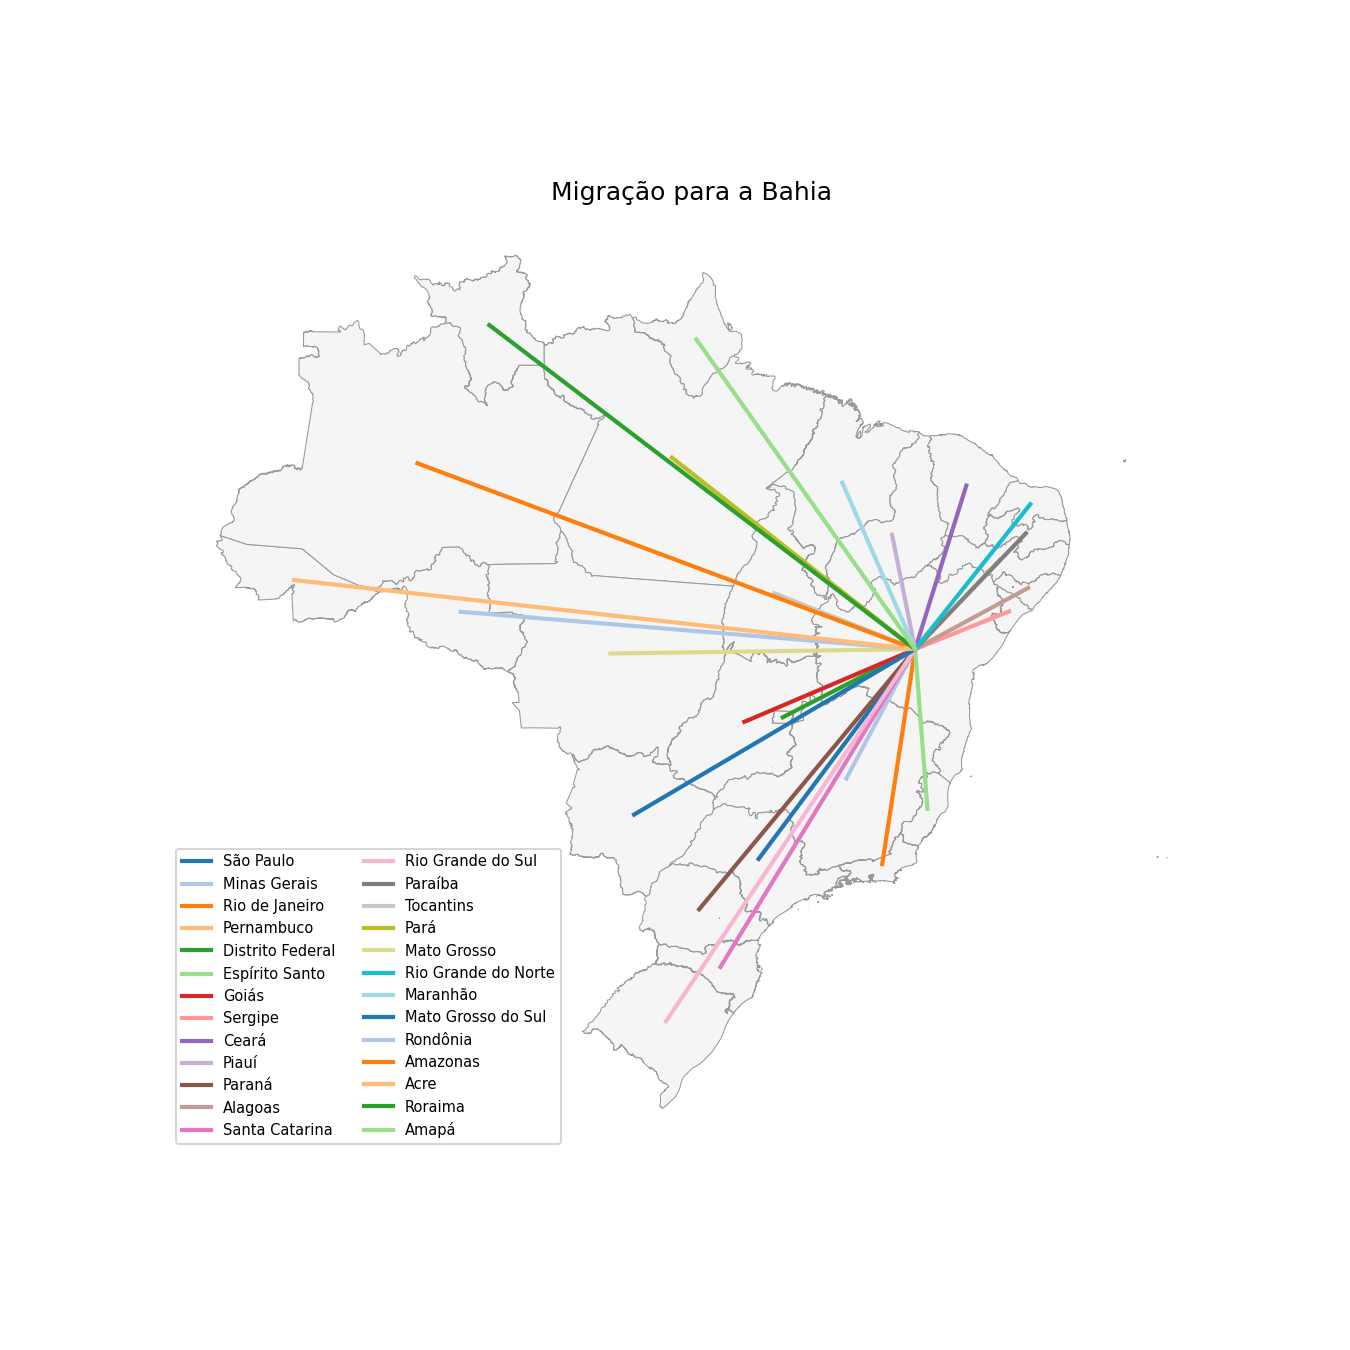 Migração para a Bahia
São Paulo
Minas Gerais
Rio de Janeiro
Pernambuco
Distrito Federal
Espírito Santo
Goiás
Sergipe
Ceará
Piauí
Paraná
Alagoas
Santa Catarina
Rio Grande do Sul
Paraíba
Tocantins
Pará
Mato Grosso
Rio Grande do Norte
Maranhão
Mato Grosso do Sul
Rondônia
Amazonas
Acre
Roraima
Amapá